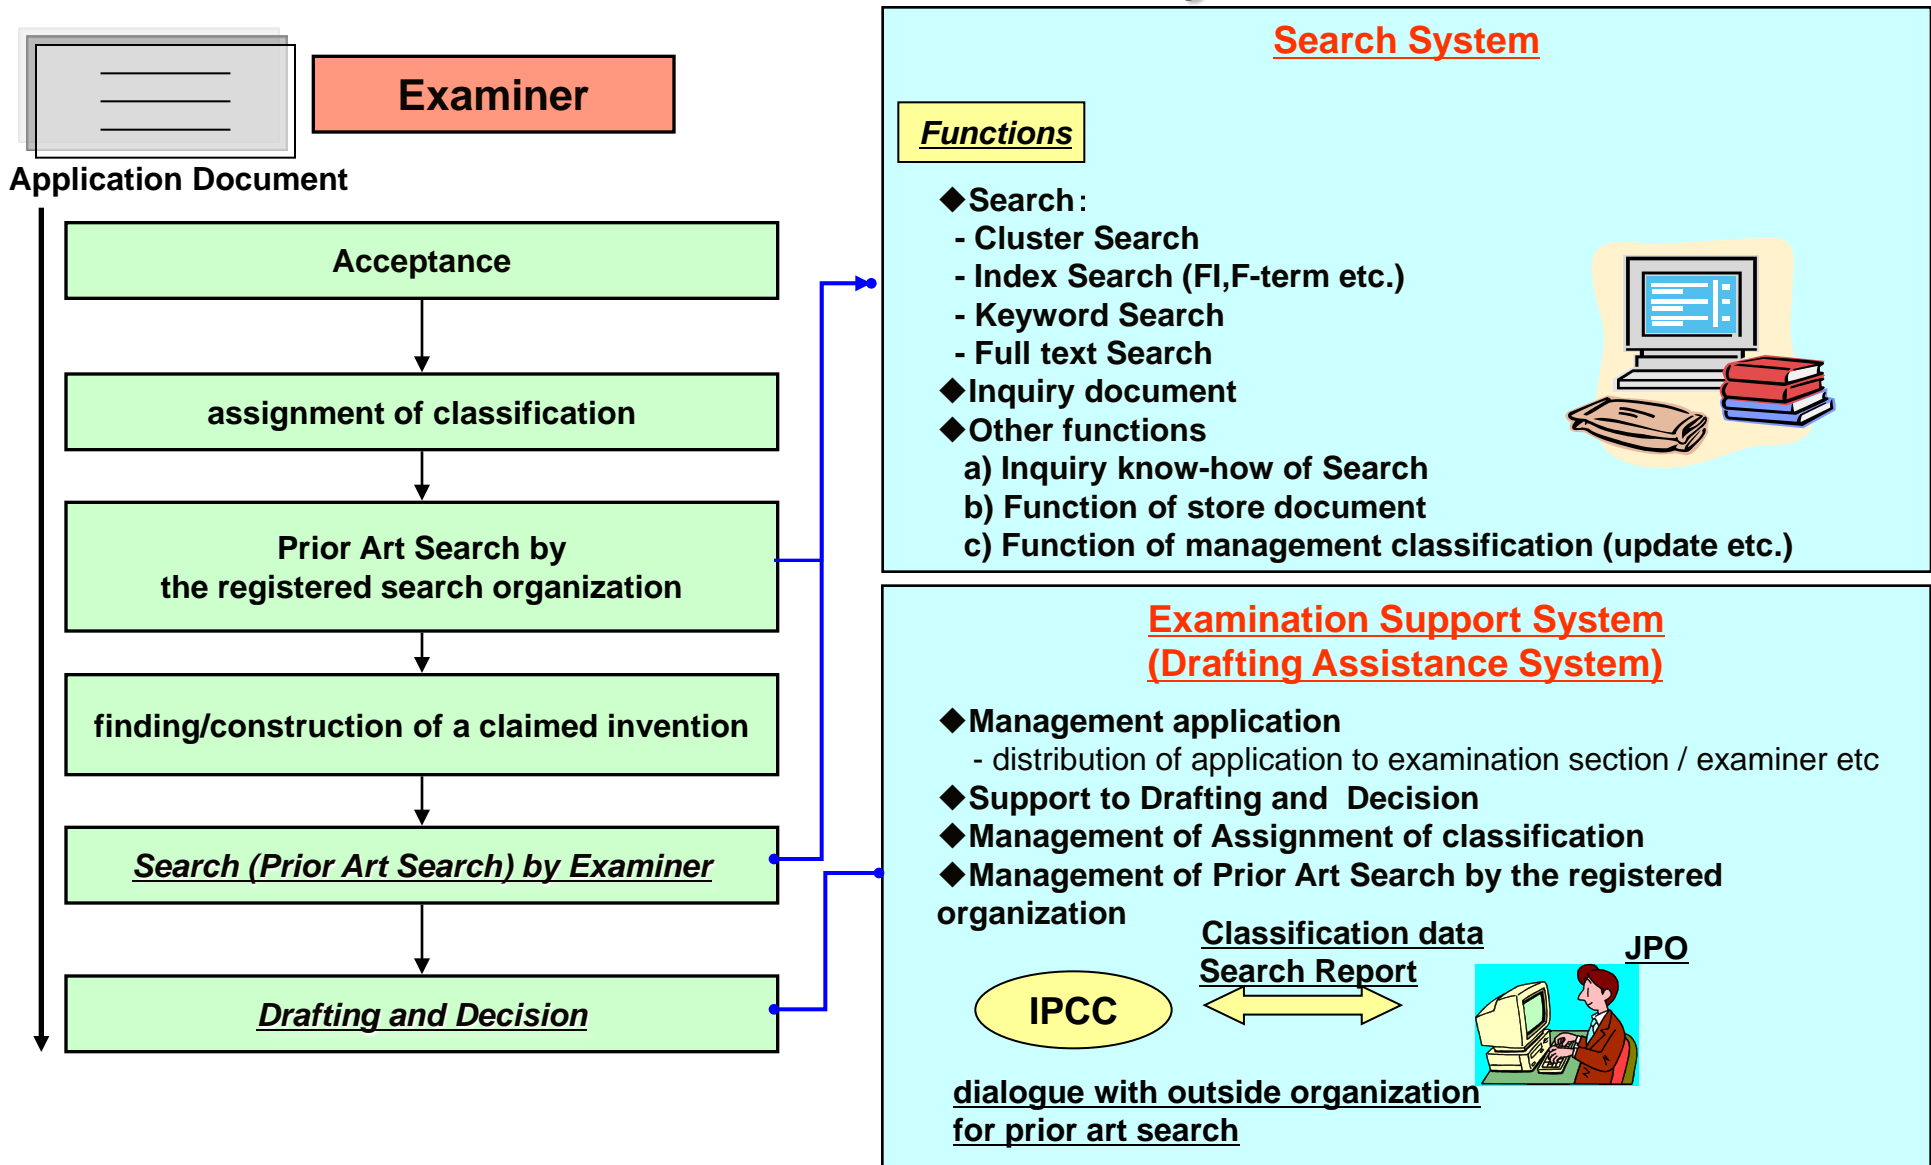 Examiner
Application Document
Acceptance
assignment of classification
Prior Art Search by
the registered search organization
finding/construction of a claimed invention
Search (Prior Art Search) by Examiner
Drafting and Decision
Search System
Functions
◆Search：
- Cluster Search
- Index Search (FI,F-term etc.)
- Keyword Search
- Full text Search
◆Inquiry document
◆Other functions
a) Inquiry know-how of Search
b) Function of store document
c) Function of management classification (update etc.)
Examination Support System
(Drafting Assistance System)
◆Management application
- distribution of application to examination section / examiner etc
◆Support to Drafting and  Decision
◆Management of Assignment of classification
◆Management of Prior Art Search by the registered
organization
Classification data
Search Report
JPO
IPCC
dialogue with outside organization
for prior art search